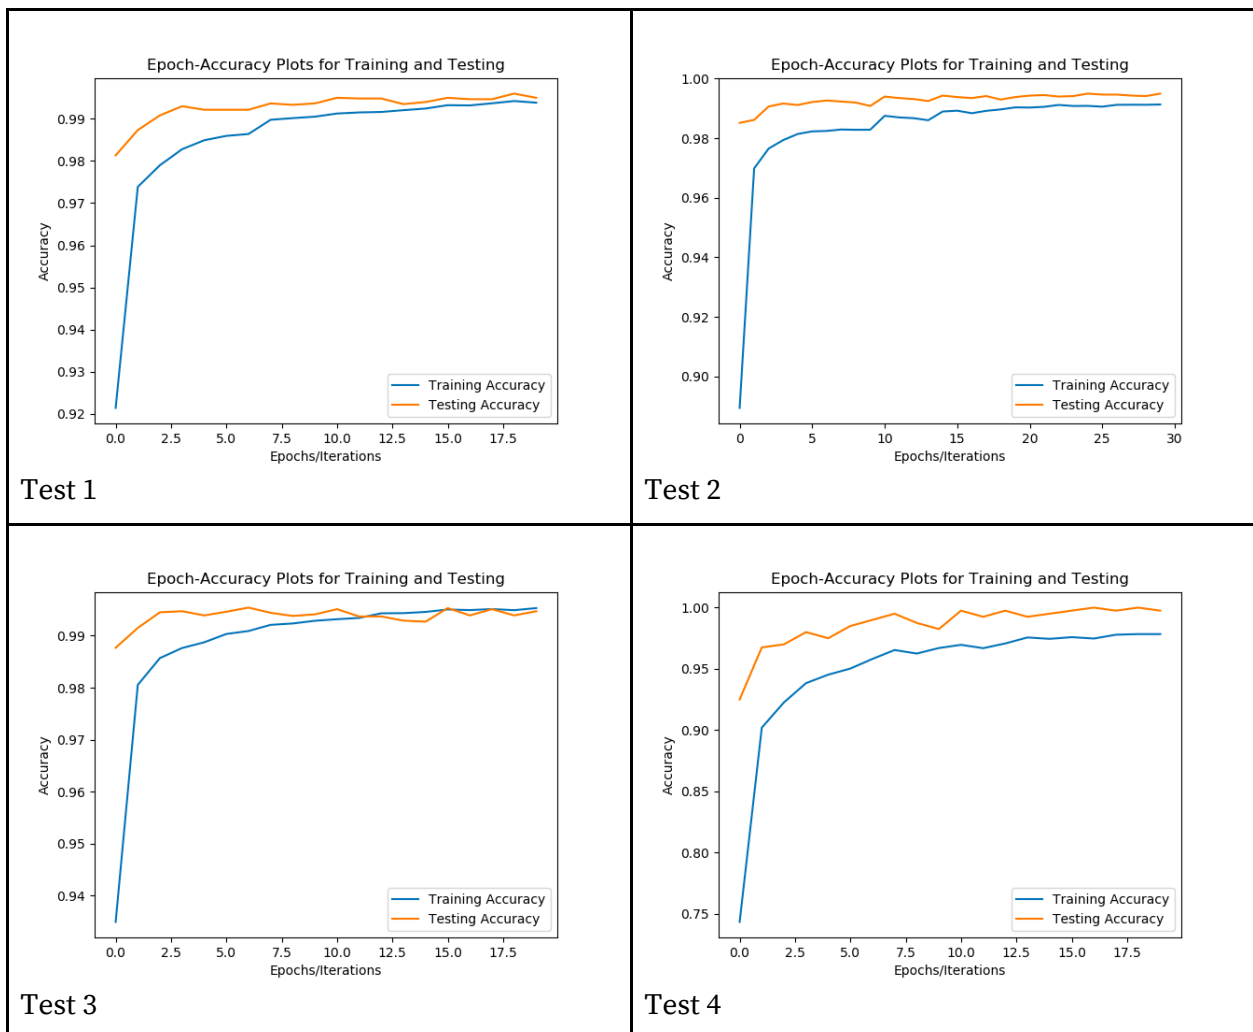 Epoch-Accuracy Plots for Training and Testing
0.99
0.98
0.97
0.96
0.95
0.94
0.93
0.92
Accuracy
Training Accuracy
Testing Accuracy
0.0 2.5 5.0 7.5 10.0 12.5 15.0 17.5
Epochs/Iterations
Test 1
Epoch-Accuracy Plots for Training and Testing
1.00
0.98
0.96
0.94
0.92
0.90
Accuracy
Training Accuracy
Testing Accuracy
0 5 10 15 20 25 30
Epochs/Iterations
Test 2
Epoch-Accuracy Plots for Training and Testing
0.99
0.98
0.97
0.96
0.95
0.94
Accuracy
Training Accuracy
Testing Accuracy
0.0 2.5 5.0 7.5 10.0 12.5 15.0 17.5
Epochs/Iterations
Test 3
Epoch-Accuracy Plots for Training and Testing
1.00
0.95
0.90
0.85
0.80
0.75
Accuracy
Training Accuracy
Testing Accuracy
0.0 2.5 5.0 7.5 10.0 12.5 15.0 17.5
Epochs/Iterations
Test 4